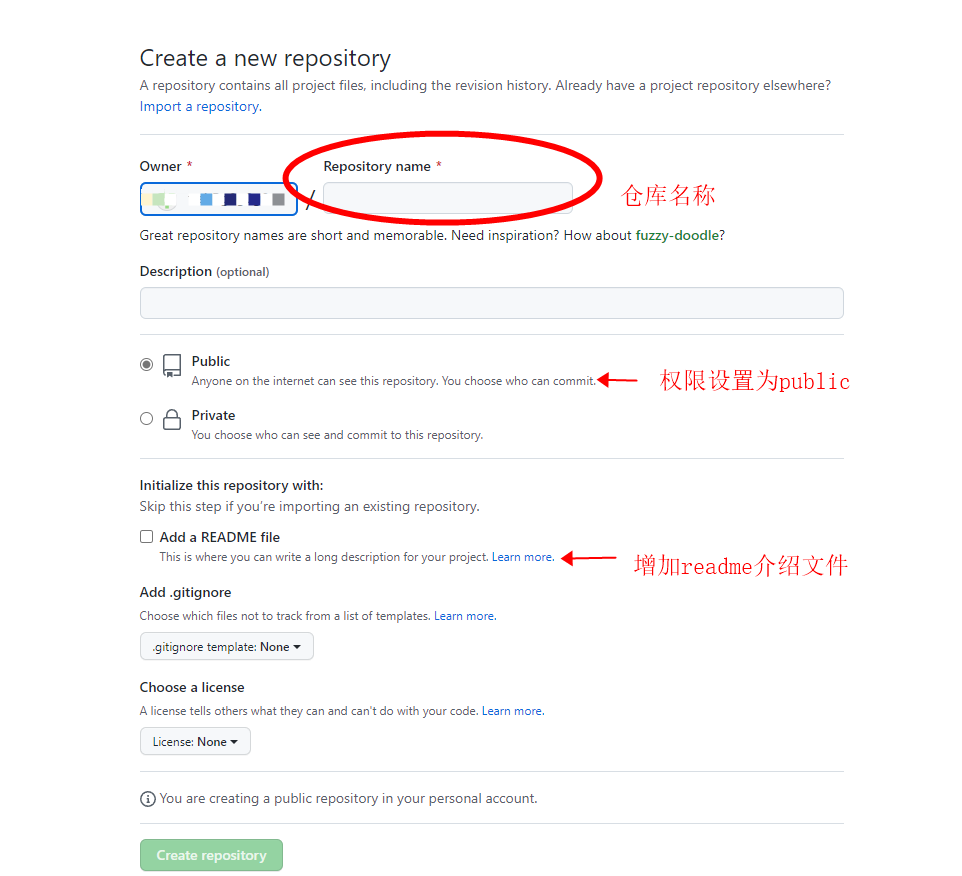 Create a new repository
A repository contains all project files, including the revision history. Already have a project repository elsewhere?
Import a repository.
Owner *
Repository name *
/
仓库名称
Great repository names are short and memorable. Need inspiration? How about fuzzy-doodle?
Description (optional)
Public
Anyone on the internet can see this repository. You choose who can commit.
权限设置为public
Private
You choose who can see and commit to this repository.
Initialize this repository with:
Skip this step if you're importing an existing repository.
Add a README file
This is where you can write a long description for your project. Learn more.
增加readme介绍文件
Add .gitignore
Choose which files not to track from a list of templates. Learn more.
.gitignore template: None
Choose a license
A license tells others what they can and can't do with your code. Learn more.
License: None
You are creating a public repository in your personal account.
Create repository